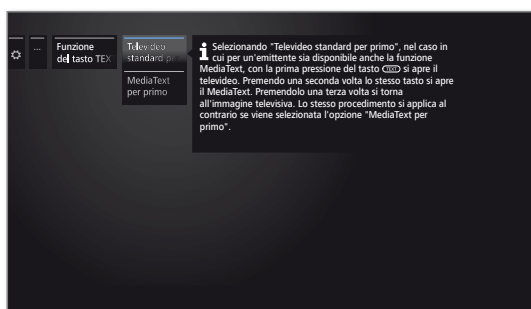 ...
Funzione
del tasto TEX
Televideo
standard pe
MediaText
per primo
Selezionando "Televideo standard per primo", nel caso in
cui per un'emittente sia disponibile anche la funzione
MediaText, con la prima pressione del tasto TEXT si apre il
televideo. Premendo una seconda volta lo stesso tasto si apre
il MediaText. Premendolo una terza volta si torna
all'immagine televisiva. Lo stesso procedimento si applica al
contrario se viene selezionata l'opzione "MediaText per
primo".